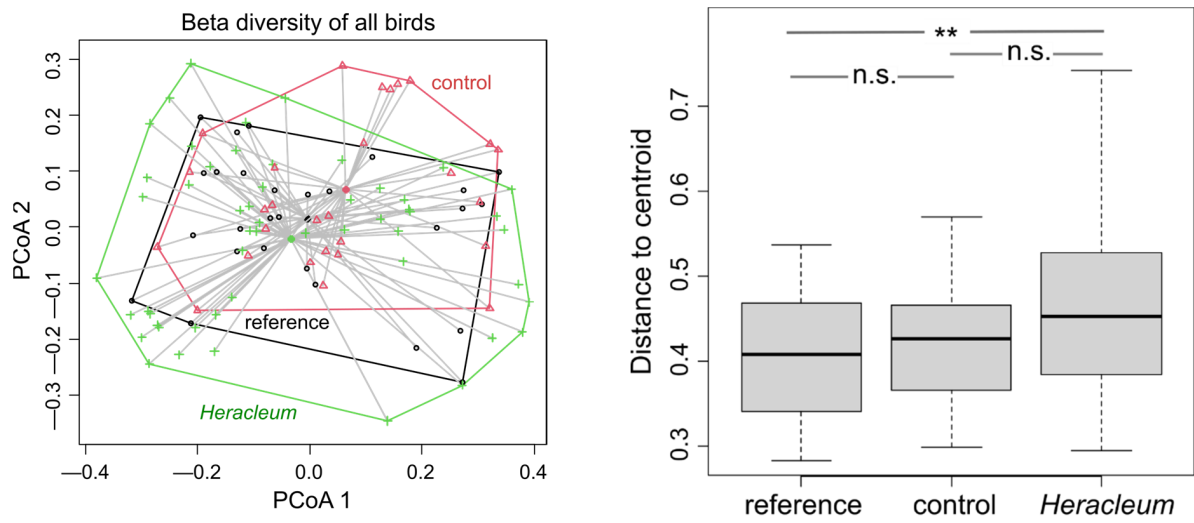 Beta diversity of all birds
0.3
0.2
0.1
0.0
−0.1
−0.2
−0.3
PCoA 2
control
reference
Heracleum
−0.4
−0.2
0.0
0.2
0.4
PCoA 1
**
n.s.
n.s.
0.7
0.6
0.5
0.4
0.3
Distance to centroid
reference
control
Heracleum